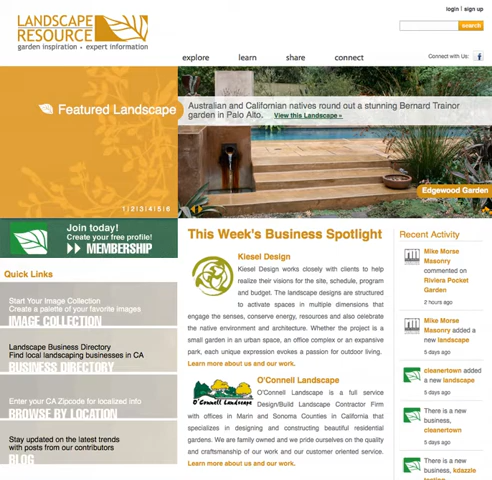 login | sign up
LANDSCAPE
RESOURCE
garden inspiration • expert information
search
explore
learn
share
connect
Connect with Us:
f
Featured Landscape
Australian and Californian natives round out a stunning Bernard Trainor
garden in Palo Alto. View this Landscape »
Edgewood Garden
1|2|3|4|5|6
Join today!
Create your free profile!
MEMBERSHIP
Quick Links
Start Your Image Collection
Create a palette of your favorite images
IMAGE COLLECTION
Landscape Business Directory
Find local landscaping businesses in CA
BUSINESS DIRECTORY
Enter your CA Zipcode for localized info
BROWSE BY LOCATION
Stay updated on the latest trends
with posts from our contributors
BLOG
This Week's Business Spotlight
Kiesel Design
Kiesel Design works closely with clients to help
realize their visions for the site, schedule, program
and budget. The landscape designs are structured
to activate spaces in multiple dimensions that
engage the senses, conserve energy, resources and also celebrate
the native environment and architecture. Whether the project is a
small garden in an urban space, an office complex or an expansive
park, each unique expression evokes a passion for outdoor living.
Learn more about us and our work.
O'Connell Landscape
O'Connell Landscape
O'Connell Landscape is a full service
Design/Build Landscape Contractor Firm
with offices in Marin and Sonoma Counties in California that
specializes in designing and constructing beautiful residential
gardens. We are family owned and we pride ourselves on the quality
and craftsmanship of our work and our customer oriented service.
Learn more about us and our work.
Recent Activity
Mike Morse
Masonry
commented on
Riviera Pocket
Garden
2 hours ago
Mike Morse
Masonry added a
new landscape
5 days ago
cleanertown added
a new landscape
5 days ago
There is a new
business,
cleanertown
5 days ago
There is a new
business, kdazzle
testing